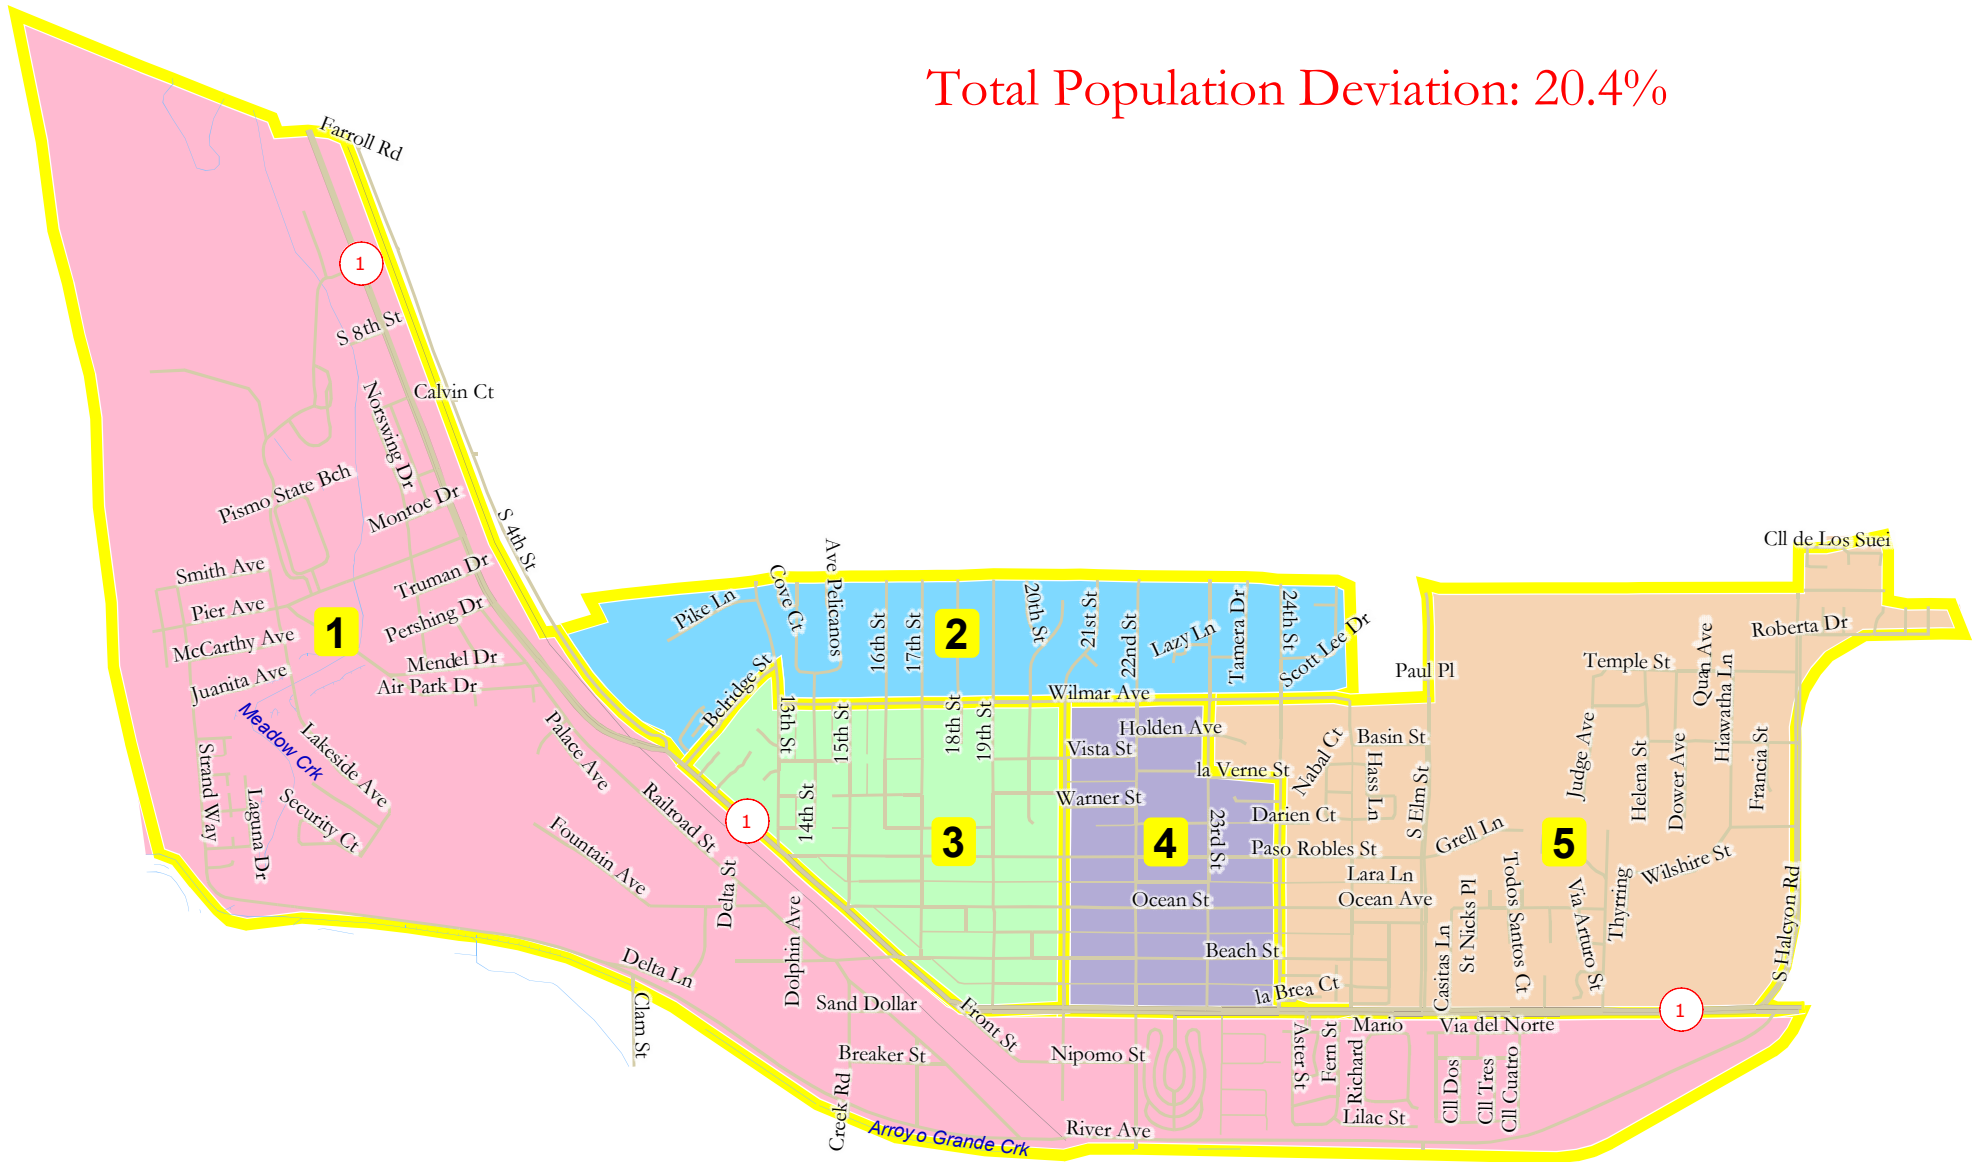 Total Population Deviation: 20.4%
Farroll Rd
1
S 8th St
Calvin Ct
Norswing Dr
Pismo State Bch
Monroe Dr
S 4th St
Smith Ave
Truman Dr
Pier Ave
1
Pershing Dr
McCarthy Ave
Mendel Dr
Juanita Ave
Air Park Dr
Meadow Crk
Lakeside Ave
Palace Ave
Strand Way
Laguna Dr
Security Ct
Railroad St
Fountain Ave
Delta St
Dolphin Ave
Delta Ln
Clam St
Sand Dollar
Front St
Breaker St
Creek Rd
Nipomo St
Arroyo Grande Crk
River Ave
Pike Ln
Cove Ct
Ave Pelicanos
16th St
17th St
2
20th St
21st St
22nd St
Lazy Ln
Tamera Dr
24th St
Scott Lee Dr
Belridge St
Wilmar Ave
13th St
15th St
18th St
19th St
14th St
1
3
Holden Ave
Vista St
la Verne St
Warner St
4
23rd St
Darien Ct
Paso Robles St
Ocean St
Beach St
la Brea Ct
Cll de Los Suei
Roberta Dr
Paul Pl
Temple St
Quan Ave
Hiawatha Ln
Nabal Ct
Basin St
Hass Ln
S Elm St
Judge Ave
Helena St
Dower Ave
Francia St
Grell Ln
5
Lara Ln
Ocean Ave
Wilshire St
Casitas Ln
St Nicks Pl
Todos Santos Ct
Via Arturo St
Thyrring
S Halcyon Rd
1
Aster St
Fern St
Mario
Richard
Via del Norte
Lilac St
Cll Dos
Cll Tres
Cll Cuatro